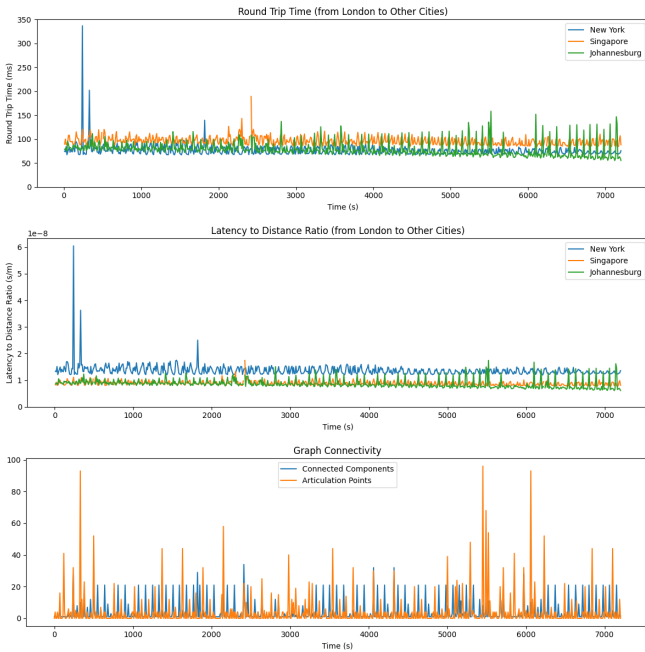 Round Trip Time (from London to Other Cities)
350
300
250
200
150
100
50
0
Round Trip Time (ms)
New York
Singapore
Johannesburg
0 1000 2000 3000 4000 5000 6000 7000
Time (s)
Latency to Distance Ratio (from London to Other Cities)
1e−8
6
5
4
3
2
1
0
Latency to Distance Ratio (s/m)
New York
Singapore
Johannesburg
0 1000 2000 3000 4000 5000 6000 7000
Time (s)
Graph Connectivity
100
80
60
40
20
0
Connected Components
Articulation Points
0 1000 2000 3000 4000 5000 6000 7000
Time (s)